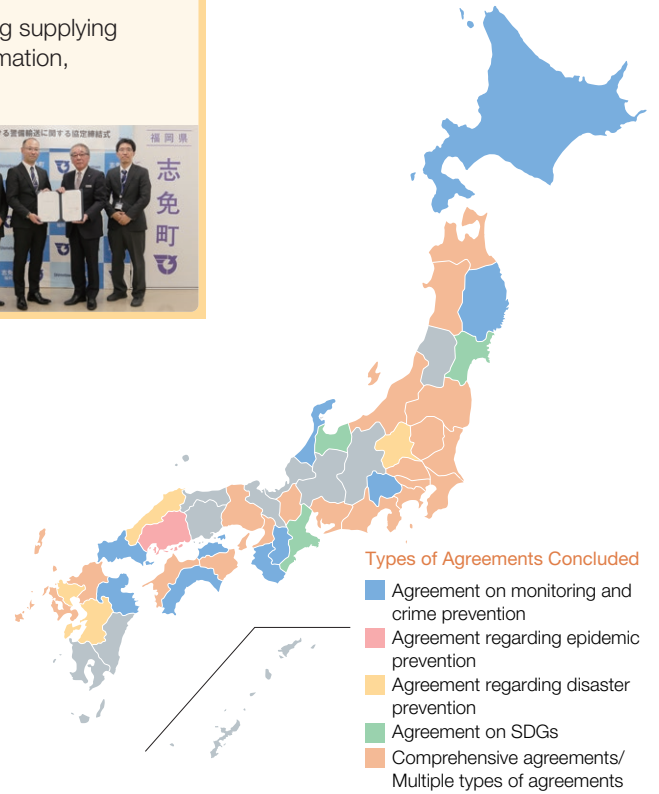 g supplying
mation,
る警備輸送に関する協定締結式
福岡県
志免町
Types of Agreements Concluded
Agreement on monitoring and
crime prevention
Agreement regarding epidemic
prevention
Agreement regarding disaster
prevention
Agreement on SDGs
Comprehensive agreements/
Multiple types of agreements